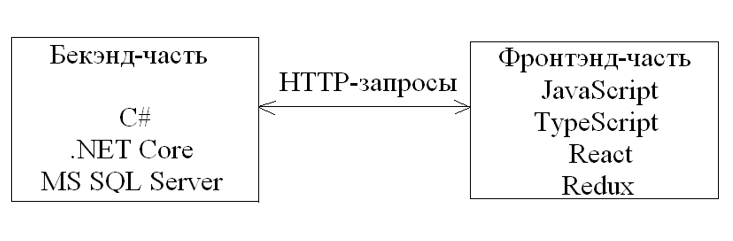 Бекэнд-часть
C#
.NET Core
MS SQL Server
HTTP-запросы
Фронтэнд-часть
JavaScript
TypeScript
React
Redux